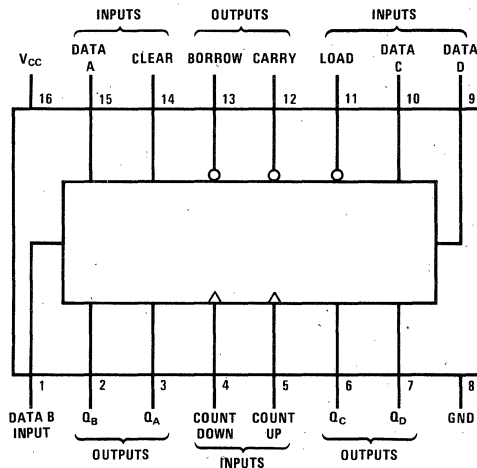 INPUTS OUTPUTS INPUTS
DATA A CLEAR BORROW CARRY LOAD DATA C DATA D
VCC
16 15 14 13 12 11 10 9
1 2 3 4 5 6 7 8
DATA B INPUT QB QA COUNT DOWN COUNT UP QC QD GND
OUTPUTS INPUTS OUTPUTS